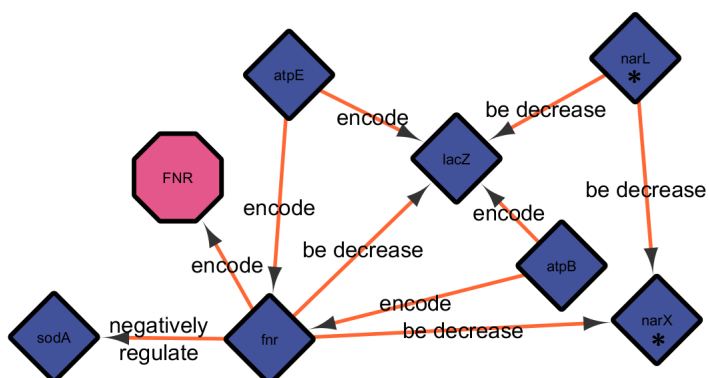 narL
*
atpE
be decrease
encode
lacZ
FNR
be decrease
encode
encode
be decrease
encode
atpB
encode
narX
*
be decrease
negatively
regulate
fnr
sodA